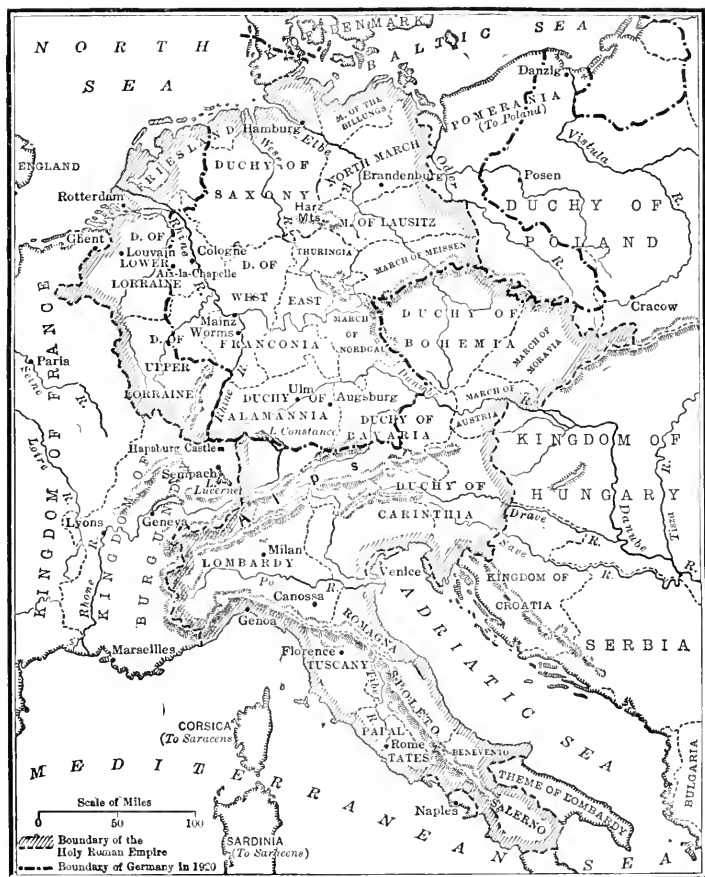 NORTH
SEA
DENMARK
BALTIC SEA
Danzig
POMERANIA
(To Poland)
Vistula
R.
M. OF THE
BILLUNGS
Hamburg
Elbe
R.
ENGLAND
FRIESLAND
DUCHY OF
SAXONY
Weser
R.
NORTH MARCH
Brandenburg
Oder
R.
Posen
DUCHY OF
POLAND
Rotterdam
Harz
Mts.
M. OF LAUSITZ
Ghent
D. OF
Louvain
LOWER
LORRAINE
Rhine
R.
Cologne
Aix-la-Chapelle
D. OF
THURINGIA
MARCH OF MEISSEN
Cracow
WEST
EAST
FRANCONIA
Mainz
Worms
MARCH
OF
NORDGAU
DUCHY OF
BOHEMIA
MARCH OF
MORAVIA
Paris
Seine
R.
D. OF
UPPER
LORRAINE
Rhine R.
Ulm
Augsburg
DUCHY OF
ALAMANNIA
L. Constance
DUCHY OF
BAVARIA
Danube
R.
MARCH OF
AUSTRIA
KINGDOM OF FRANCE
Loire
R.
Hapsburg Castle
Sempach
L.
Lucerne
KINGDOM OF
BURGUNDY
ALPS
DUCHY OF
CARINTHIA
KINGDOM OF
HUNGARY
Drave
R.
Danube
Tisza R.
Save
R.
R.
Lyons
Geneva
Rhone
R.
Milan
LOMBARDY
Po
R.
Venice
KINGDOM OF
CROATIA
Canossa
Genoa
ROMAGNA
ADRIATIC SEA
SERBIA
Marseilles
Florence
TUSCANY
Tiber
R.
SPOLETO
CORSICA
(To Saracens
PAPAL
Rome
STATES
BENEVENTO
BULGARIA
THEME OF LOMBARDY
MEDITERRANEAN SEA
Naples
SALERNO
Scale of Miles
0 50 100
SARDINIA
(To Saracens)
Boundary of the
Holy Roman Empire
Boundary of Germany in 1920